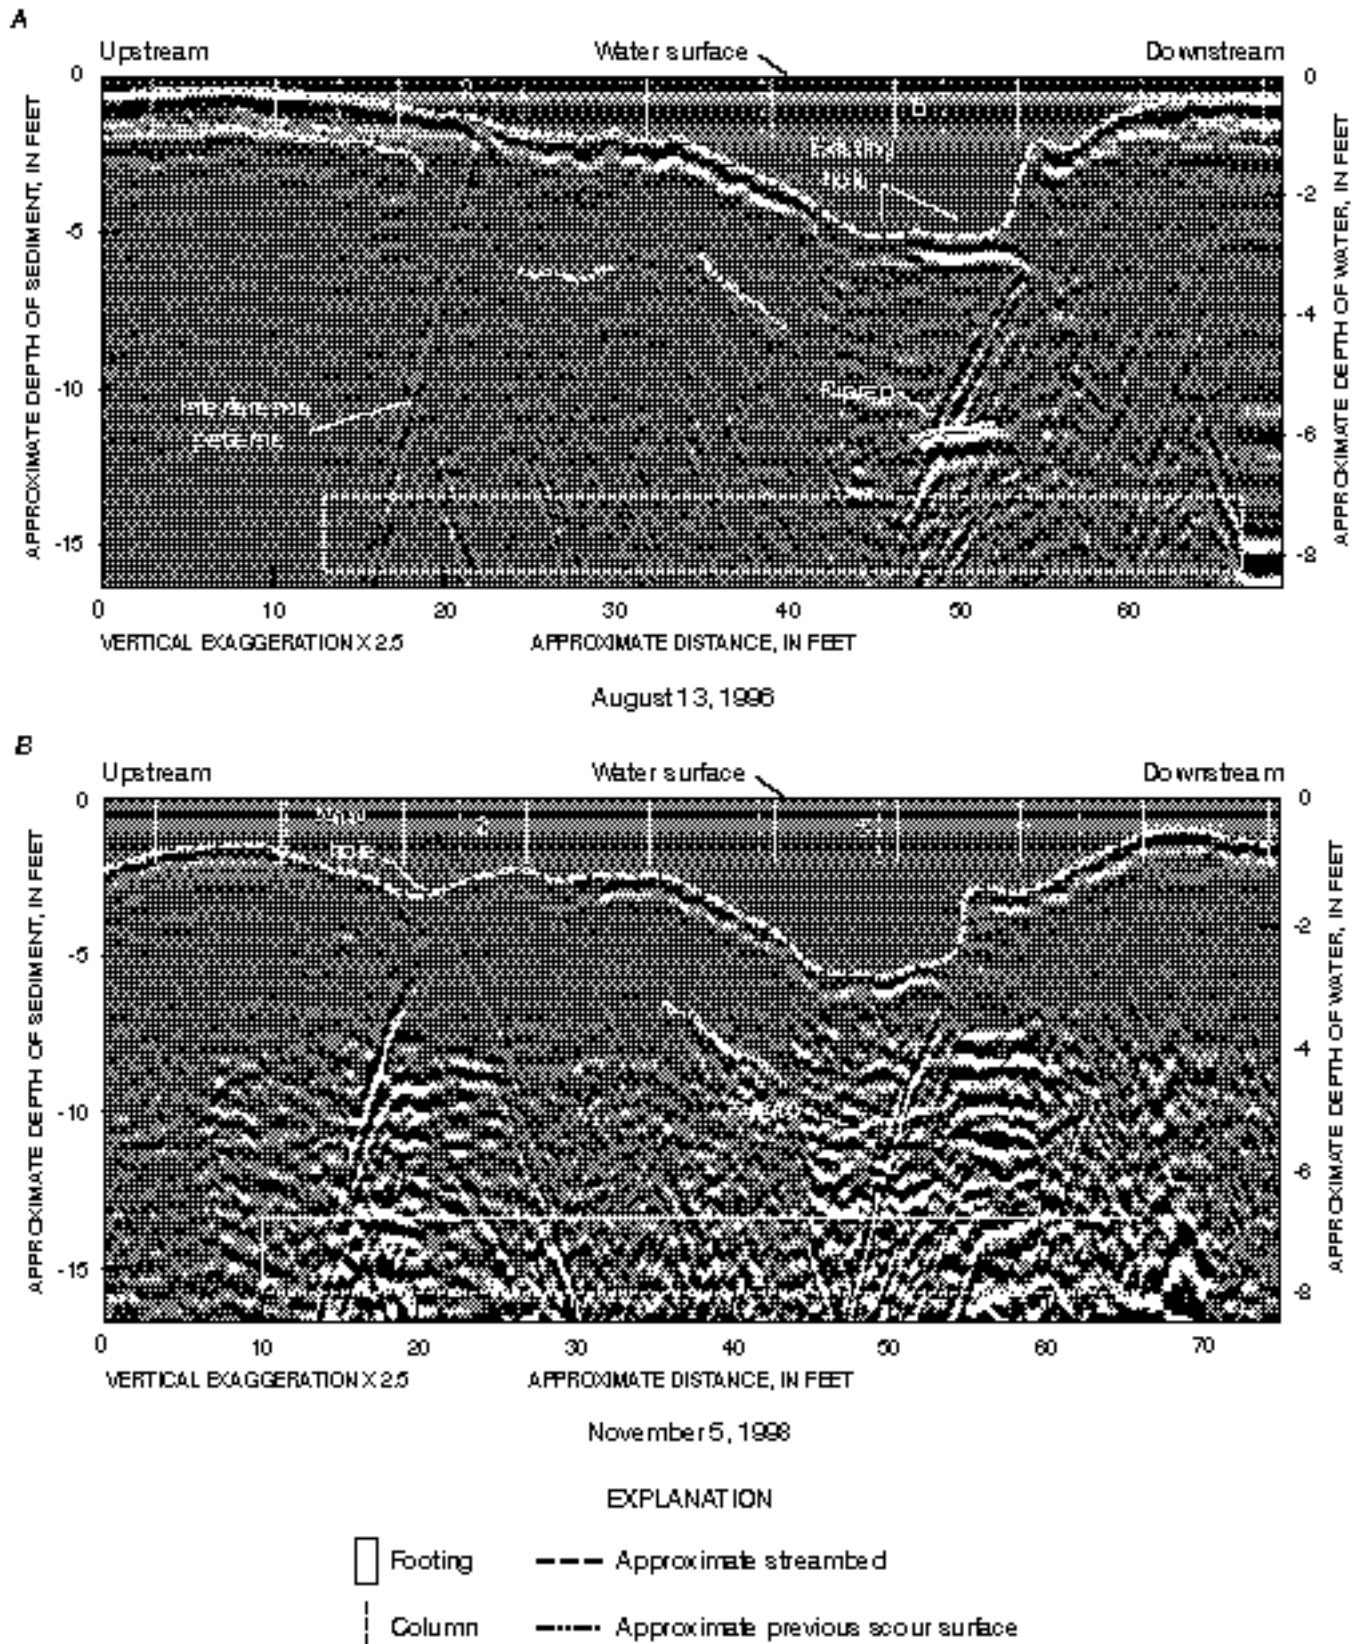 A
Upstream Water surface Downstream
0 0
APPROXIMATE DEPTH OF SEDIMENT, IN FEET
APPROXIMATE DEPTH OF WATER, IN FEET
Existing
hole
-2
-5
-4
-10
Interference
patterns
-6
-15
-8
0 10 20 30 40 50 60
VERTICAL EXAGGERATION X 2.5 APPROXIMATE DISTANCE, IN FEET
August 13, 1996
B
Upstream Water surface Downstream
0 0
APPROXIMATE DEPTH OF SEDIMENT, IN FEET
APPROXIMATE DEPTH OF WATER, IN FEET
hole
-2
-5
-4
-10
-6
-15
-8
0 10 20 30 40 50 60 70
VERTICAL EXAGGERATION X 2.5 APPROXIMATE DISTANCE, IN FEET
November 5, 1998
EXPLANATION
Footing Approximate streambed
Column Approximate previous scour surface